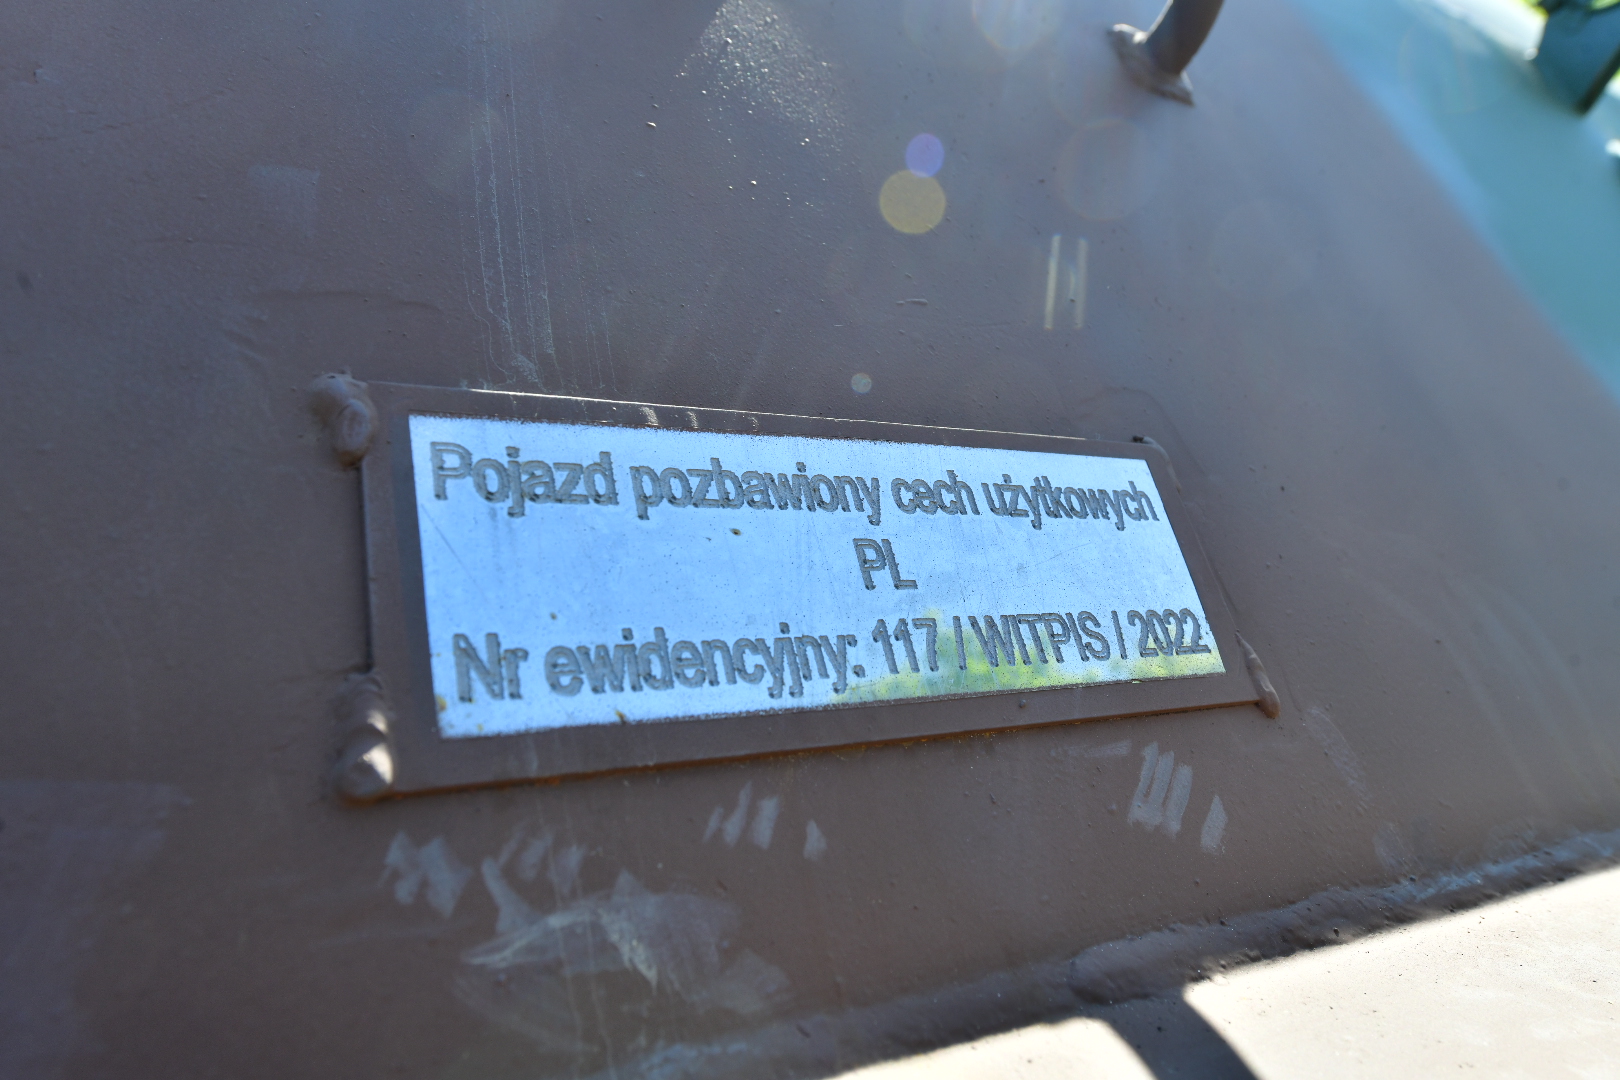 Pojazd pozbawiony cech użytkowych
PL
Nr ewidencyjny: 117 / WITPIS / 2022